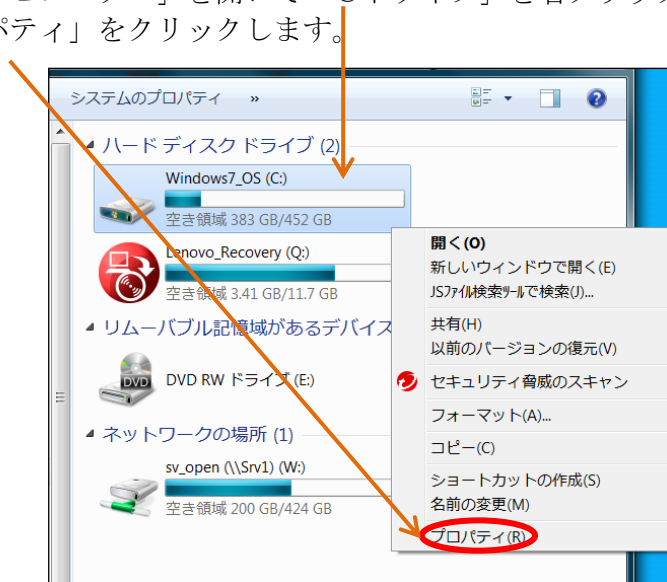 パティ」をクリックします。
システムのプロパティ »
ハード ディスク ドライブ (2)
Windows7_OS (C:)
空き領域 383 GB/452 GB
Lenovo_Recovery (Q:)
空き領域 3.41 GB/11.7 GB
リムーバブル記憶域があるデバイス
DVD
DVD RW ドライブ (E:)
ネットワークの場所 (1)
sv_open (\\Srv1) (W:)
空き領域 200 GB/424 GB
開く(O)
新しいウィンドウで開く(E)
JSファイル検索ツールで検索(J)...
共有(H)
以前のバージョンの復元(V)
セキュリティ脅威のスキャン
フォーマット(A)...
コピー(C)
ショートカットの作成(S)
名前の変更(M)
プロパティ(R)